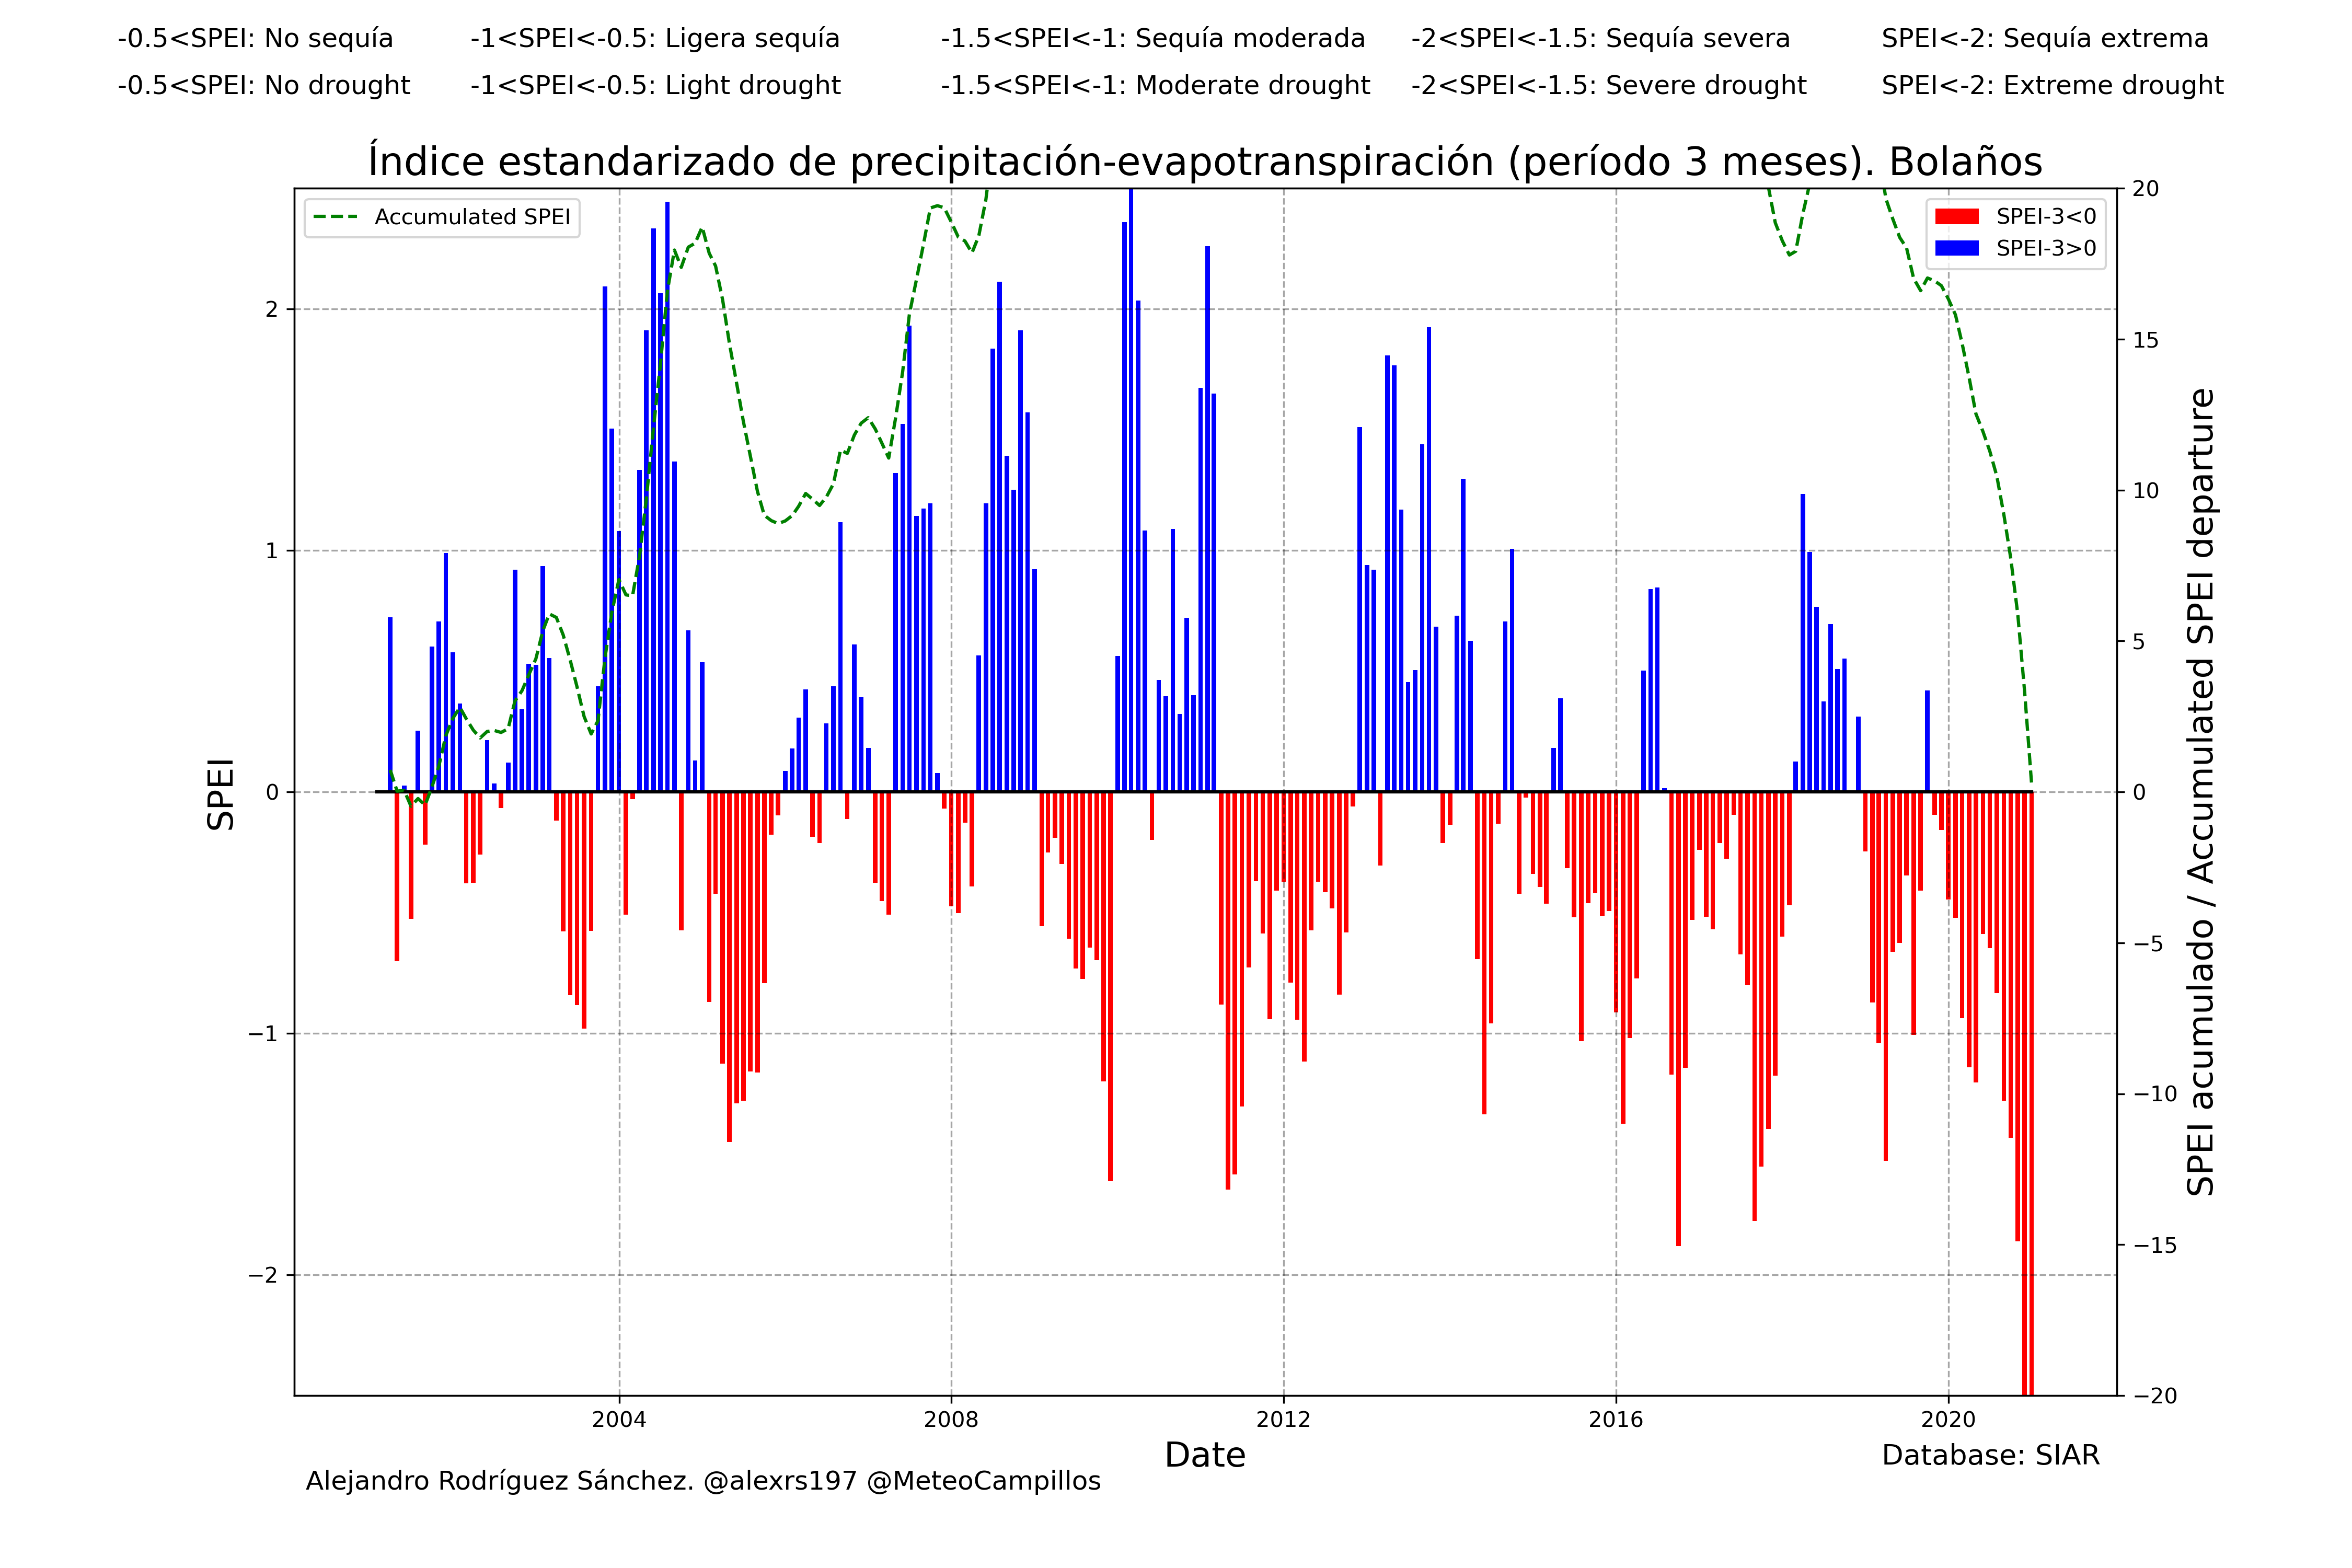 -0.5<SPEI: No sequía -1<SPEI<-0.5: Ligera sequía -1.5<SPEI<-1: Sequía moderada -2<SPEI<-1.5: Sequía severa SPEI<-2: Sequía extrema
-0.5<SPEI: No drought -1<SPEI<-0.5: Light drought -1.5<SPEI<-1: Moderate drought -2<SPEI<-1.5: Severe drought SPEI<-2: Extreme drought
Índice estandarizado de precipitación-evapotranspiración (período 3 meses). Bolaños
Accumulated SPEI
SPEI-3<0
SPEI-3>0
SPEI
2
1
0
−1
−2
20
15
10
5
0
−5
−10
−15
−20
SPEI acumulado / Accumulated SPEI departure
2004 2008 2012 2016 2020
Date
Database: SIAR
Alejandro Rodríguez Sánchez. @alexrs197 @MeteoCampillos